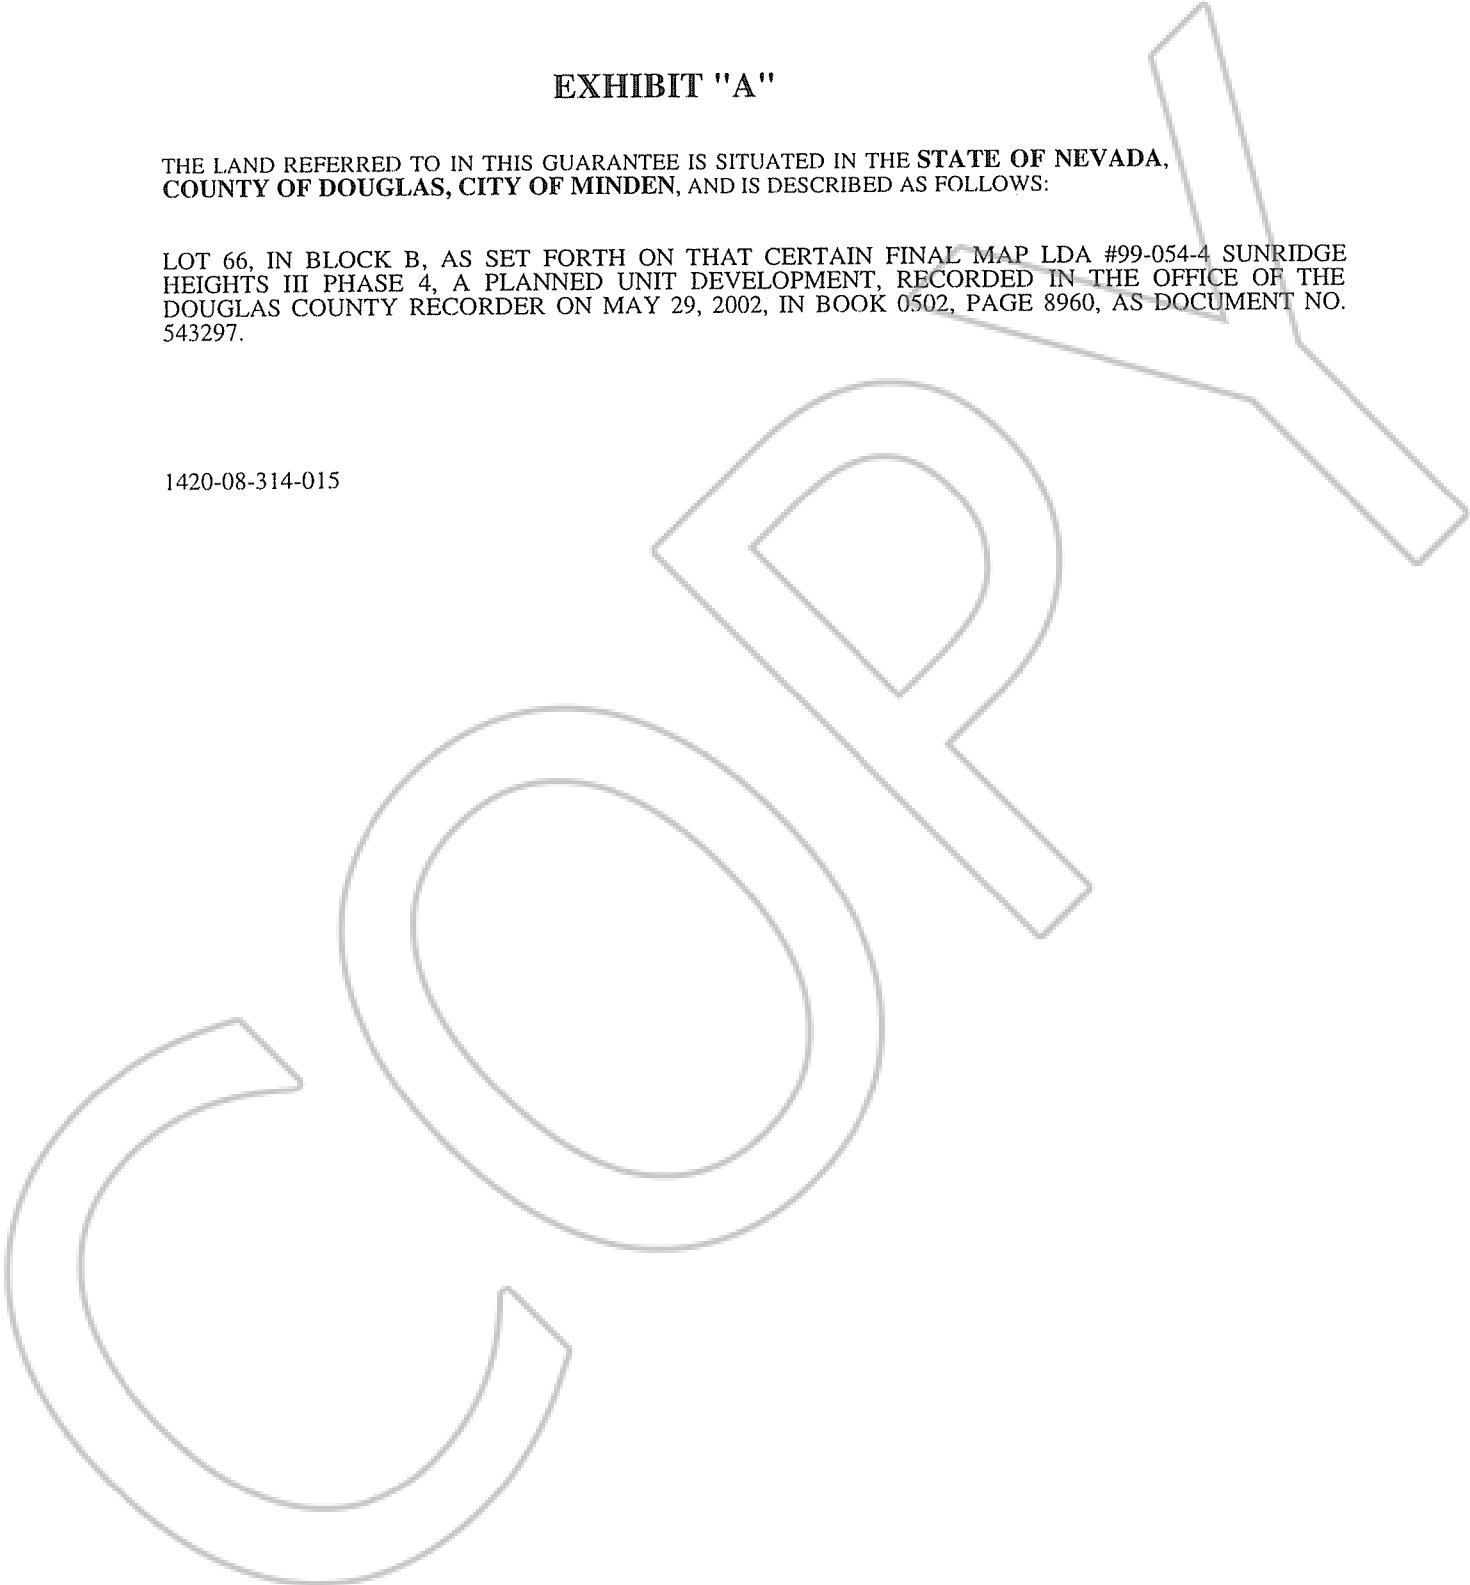 EXHIBIT "A"
THE LAND REFERRED TO IN THIS GUARANTEE IS SITUATED IN THE STATE OF NEVADA,
COUNTY OF DOUGLAS, CITY OF MINDEN, AND IS DESCRIBED AS FOLLOWS:
LOT 66, IN BLOCK B, AS SET FORTH ON THAT CERTAIN FINAL MAP LDA #99-054-4 SUNRIDGE
HEIGHTS III PHASE 4, A PLANNED UNIT DEVELOPMENT, RECORDED IN THE OFFICE OF THE
DOUGLAS COUNTY RECORDER ON MAY 29, 2002, IN BOOK 0502, PAGE 8960, AS DOCUMENT NO.
543297.
1420-08-314-015
COPY